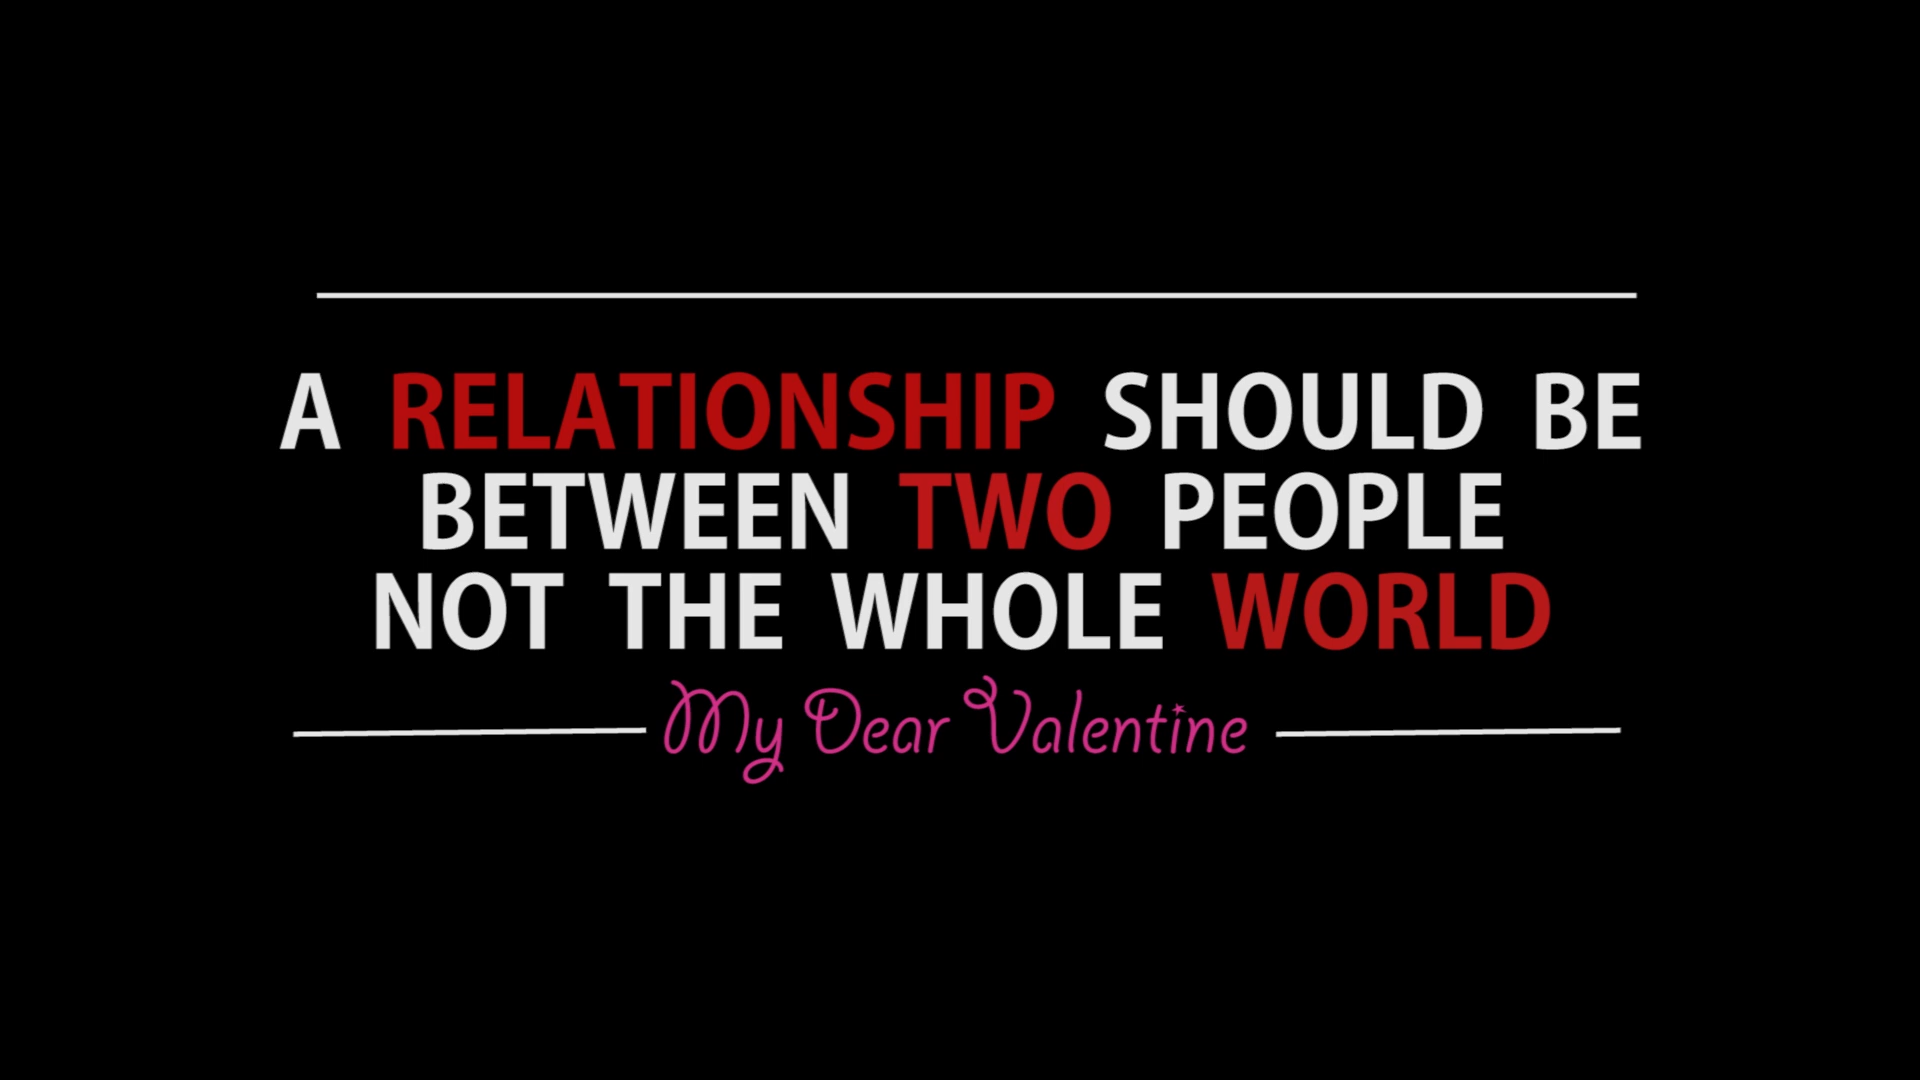 A RELATIONSHIP SHOULD BE
BETWEEN TWO PEOPLE
NOT THE WHOLE WORLD
My Dear Valentine